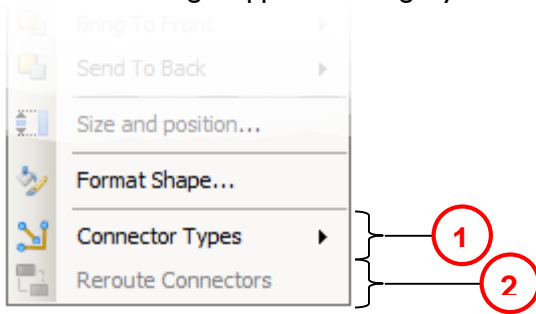 Bring To Front
Send To Back
Size and position...
Format Shape...
Connector Types
1
Reroute Connectors
2